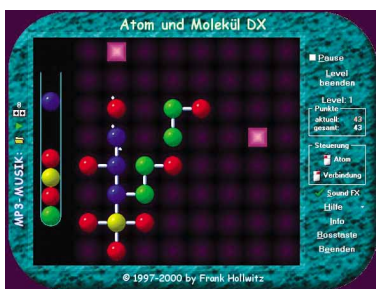 Atom und Molekül DX
Pause
Level
beenden
Level: 1
Punkte
aktuell: 43
gesamt: 43
Steuerung
Atom
Verbindung
Sound FX
Hilfe
Info
Bosstaste
Beenden
MP3-MUSIK:
© 1997-2000 by Frank Hollwitz